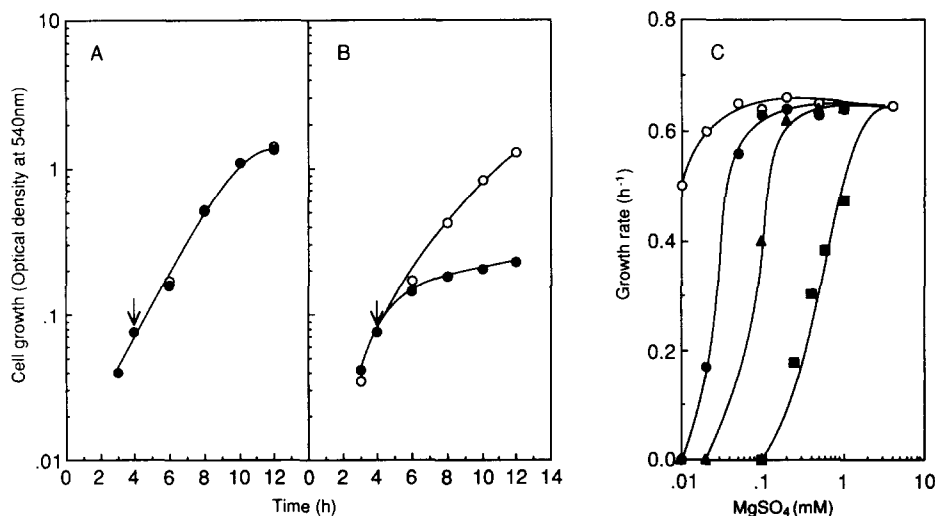 Cell growth (Optical density at 540nm)
10
1
.1
.01
A
0 2 4 6 8 10 12
B
0 2 4 6 8 10 12 14
Time (h)
Growth rate (h⁻¹)
0.8
0.6
0.4
0.2
0.0
C
.01 .1 1 10
MgSO₄ (mM)